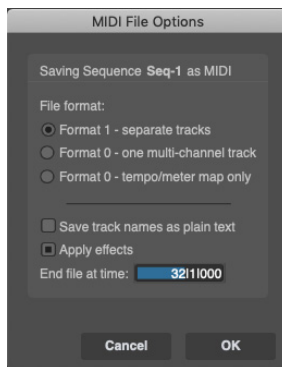 MIDI File Options
Saving Sequence Seq-1 as MIDI
File format:
Format 1 - separate tracks
Format 0 - one multi-channel track
Format 0 - tempo/meter map only
Save track names as plain text
Apply effects
End file at time: 32|1|000
Cancel OK